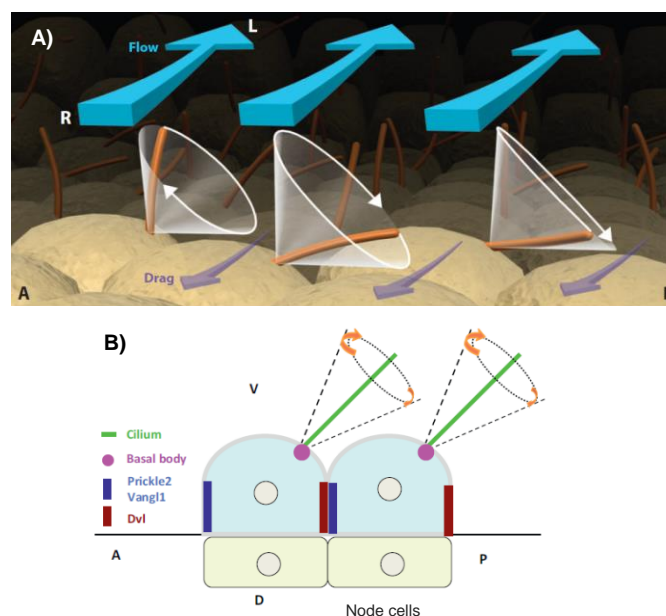 A)
L
Flow
R
Drag
A
B)
V
Cilium
Basal body
Prickle2
Vangl1
Dvl
A
P
D
Node cells